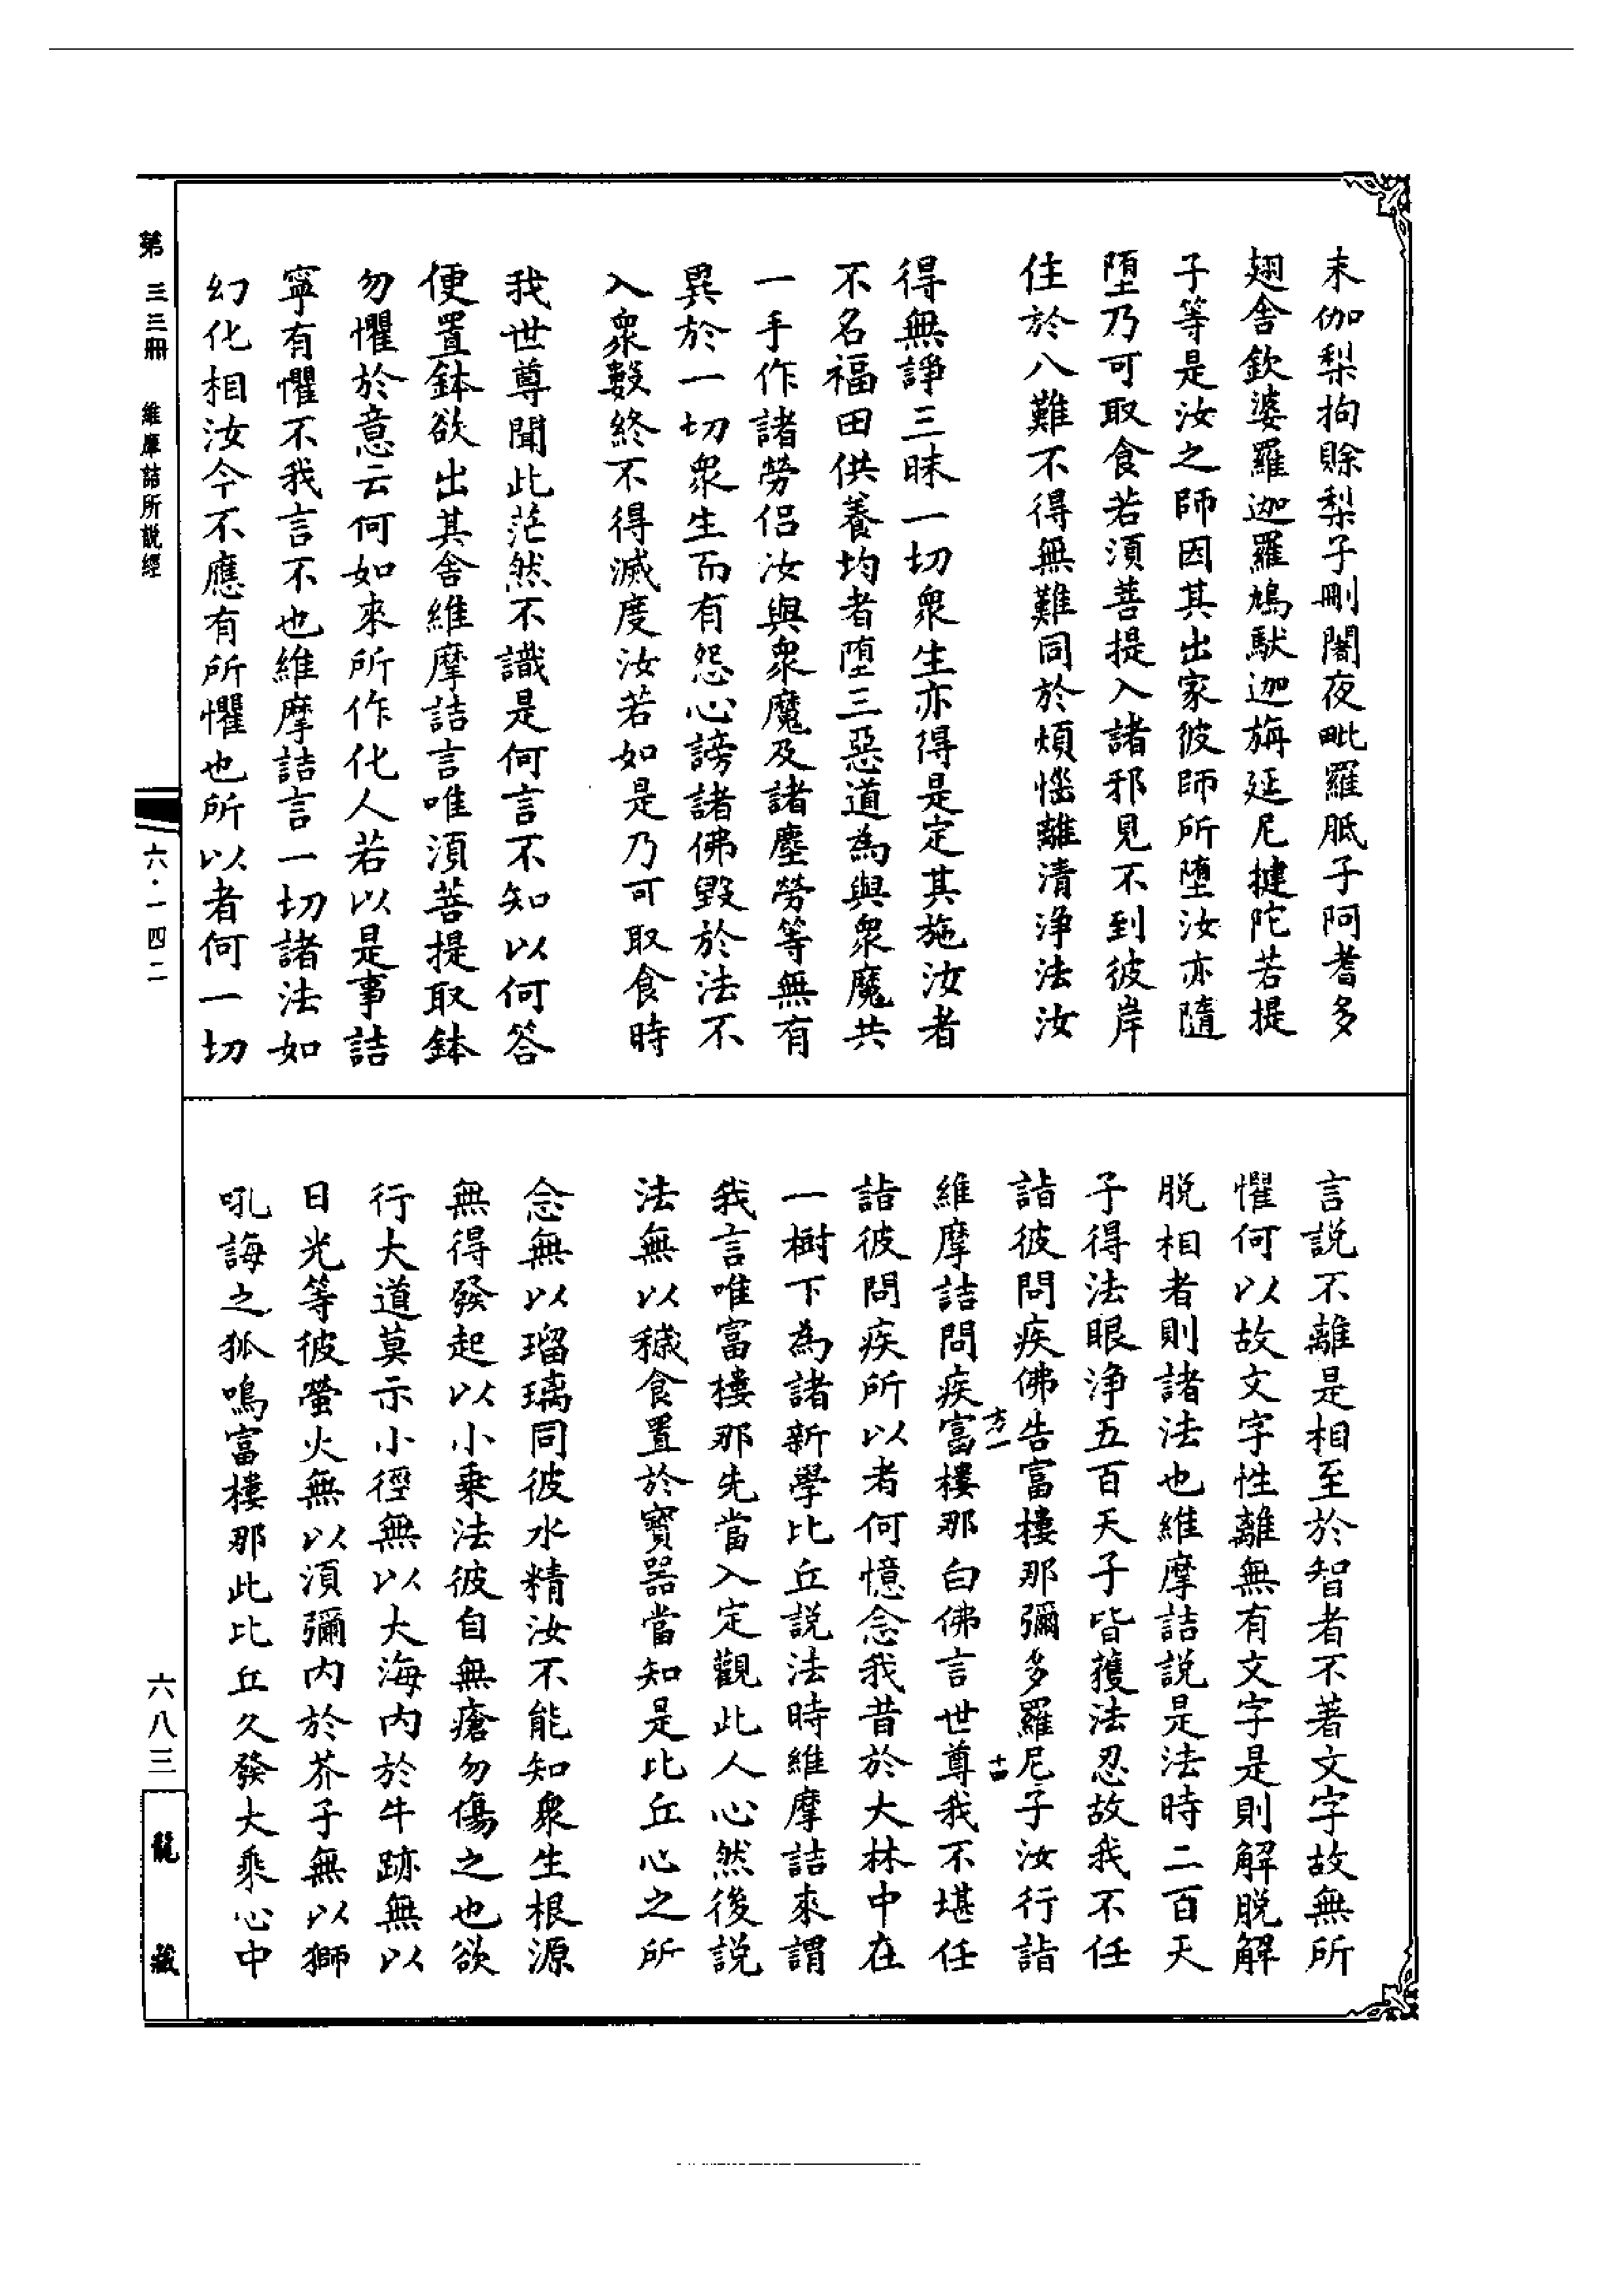 末伽梨拘賒梨子刪闍夜毗羅胝子阿耆多
翅舍欽婆羅迦羅鳩馱迦旃延尼揵陀若提
子等是汝之師因其出家彼師所墮汝亦隨
墮乃可取食若須菩提入諸邪見不到彼岸
住於八難不得無難同於煩惱離清淨法汝
得無諍三昧一切眾生亦得是定其施汝者
不名福田供養均者墮三惡道為與眾魔共
一手作諸勞侶汝與眾魔及諸塵勞等無有
異於一切眾生而有怨心謗諸佛毀於法不
入眾數終不得滅度汝若如是乃可取食時
我世尊聞此茫然不識是何言不知以何答
便置鉢欲出其舍維摩詰言唯須菩提取鉢
勿懼於意云何如來所作化人若以是事詰
寧有懼不我言不也維摩詰言一切諸法如
幻化相汝今不應有所懼也所以者何一切
言說不離是相至於智者不著文字故無所
懼何以故文字性離無有文字是則解脫解
脫相者則諸法也維摩詰說是法時二百天
子得法眼淨五百天子皆獲法忍故我不任
詣彼問疾佛告富樓那彌多羅尼子汝行詣
方一
十四
維摩詰問疾富樓那白佛言世尊我不堪任
詣彼問疾所以者何憶念我昔於大林中在
一樹下為諸新學比丘說法時維摩詰來謂
我言唯富樓那先當入定觀此人心然後說
法無以穢食置於寶器當知是比丘心之所
念無以瑠璃同彼水精汝不能知眾生根源
無得發起以小乘法彼自無瘡勿傷之也欲
行大道莫示小徑無以大海內於牛跡無以
日光等彼螢火無以須彌內於芥子無以獅
吼誨之狐鳴富樓那此比丘久發大乘心中
第三三冊 維摩詰所說經
六·一四二
六八三
龍藏